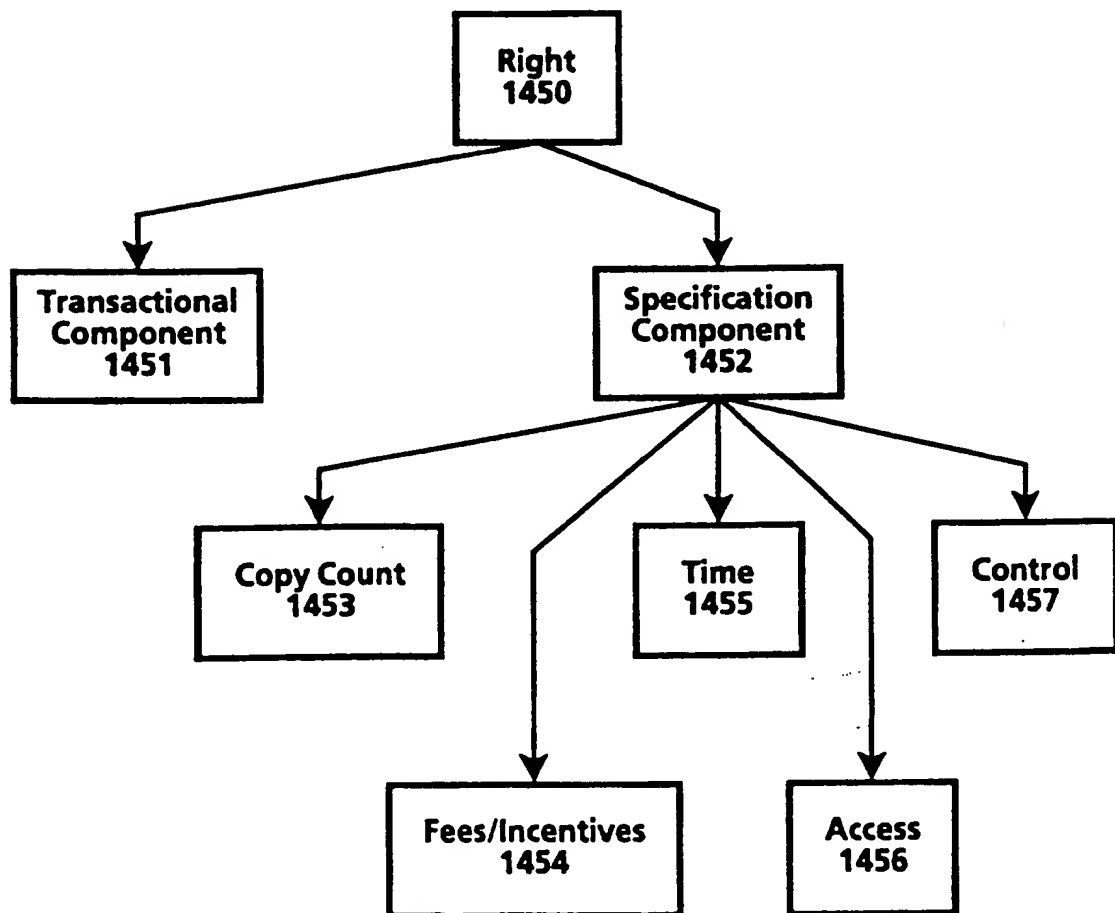 Right
1450
Transactional
Component
1451
Specification
Component
1452
Copy Count
1453
Time
1455
Control
1457
Fees/Incentives
1454
Access
1456